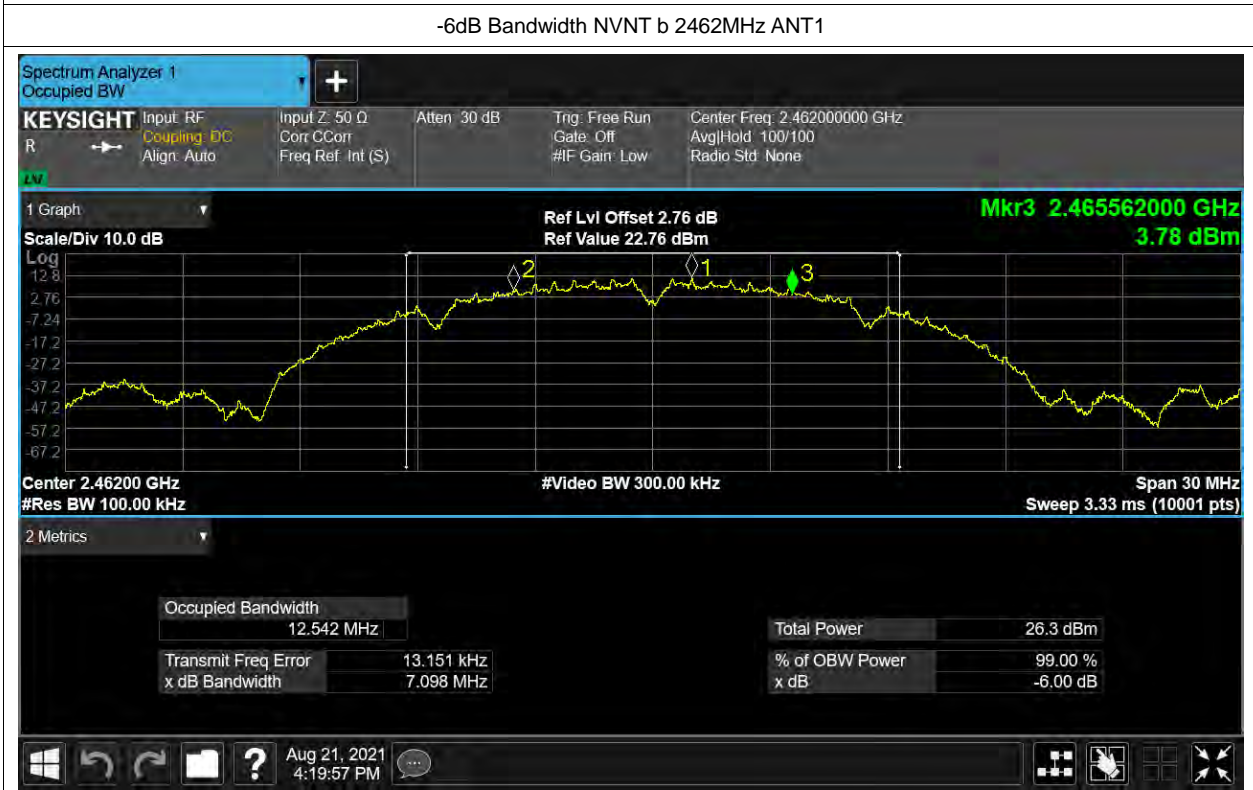 -6dB Bandwidth NVNT b 2462MHz ANT1
Spectrum Analyzer 1
Occupied BW
KEYSIGHT
R
LV
Input: RF
Coupling: DC
Align: Auto
Input Z: 50 Ω
Corr CCorr
Freq Ref: Int (S)
Atten: 30 dB
Trig: Free Run
Gate: Off
#IF Gain: Low
Center Freq: 2.462000000 GHz
Avg|Hold: 100/100
Radio Std: None
1 Graph
Scale/Div 10.0 dB
Ref Lvl Offset 2.76 dB
Ref Value 22.76 dBm
Mkr3 2.465562000 GHz
3.78 dBm
Log
12.8
2.76
-7.24
-17.2
-27.2
-37.2
-47.2
-57.2
-67.2
2
1
3
Center 2.46200 GHz
#Res BW 100.00 kHz
#Video BW 300.00 kHz
Span 30 MHz
Sweep 3.33 ms (10001 pts)
2 Metrics
Occupied Bandwidth
12.542 MHz
Transmit Freq Error 13.151 kHz
x dB Bandwidth 7.098 MHz
Total Power 26.3 dBm
% of OBW Power 99.00 %
x dB -6.00 dB
?
Aug 21, 2021
4:19:57 PM